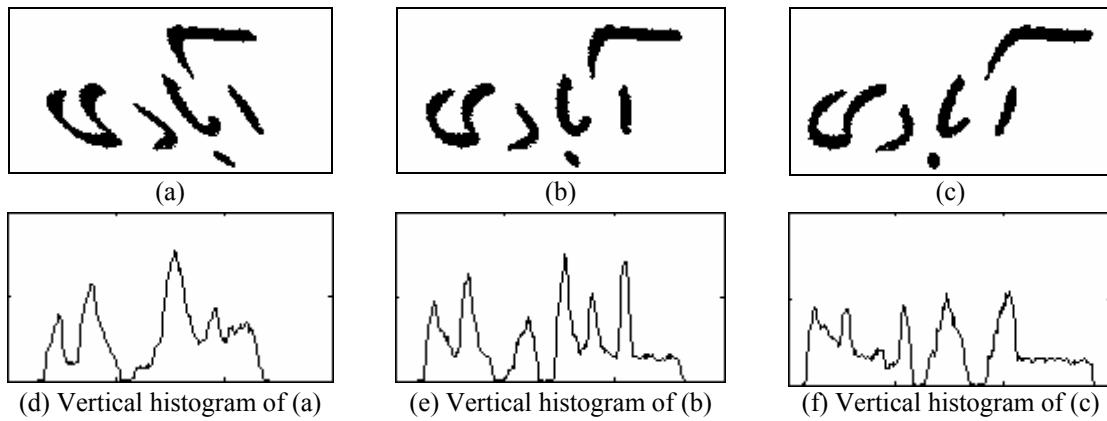 آبادی آبادی آبادی
(a) (b) (c)
(d) Vertical histogram of (a) (e) Vertical histogram of (b) (f) Vertical histogram of (c)